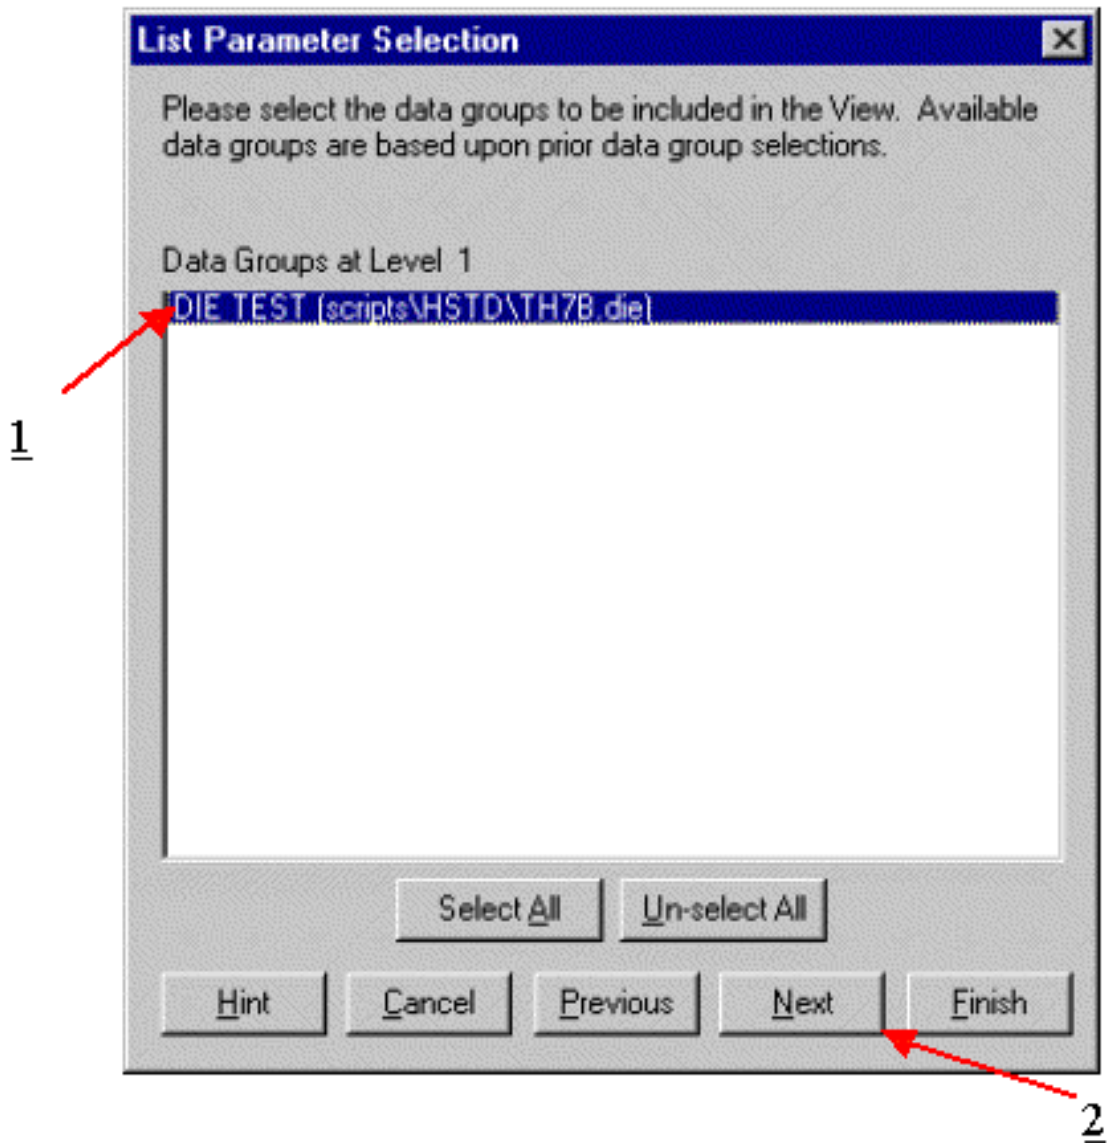 List Parameter Selection
Please select the data groups to be included in the View.  Available
data groups are based upon prior data group selections.
Data Groups at Level  1
DIE TEST (scripts\HSTD\TH7B.die)
1
Select All
Un-select All
Hint
Cancel
Previous
Next
Finish
2